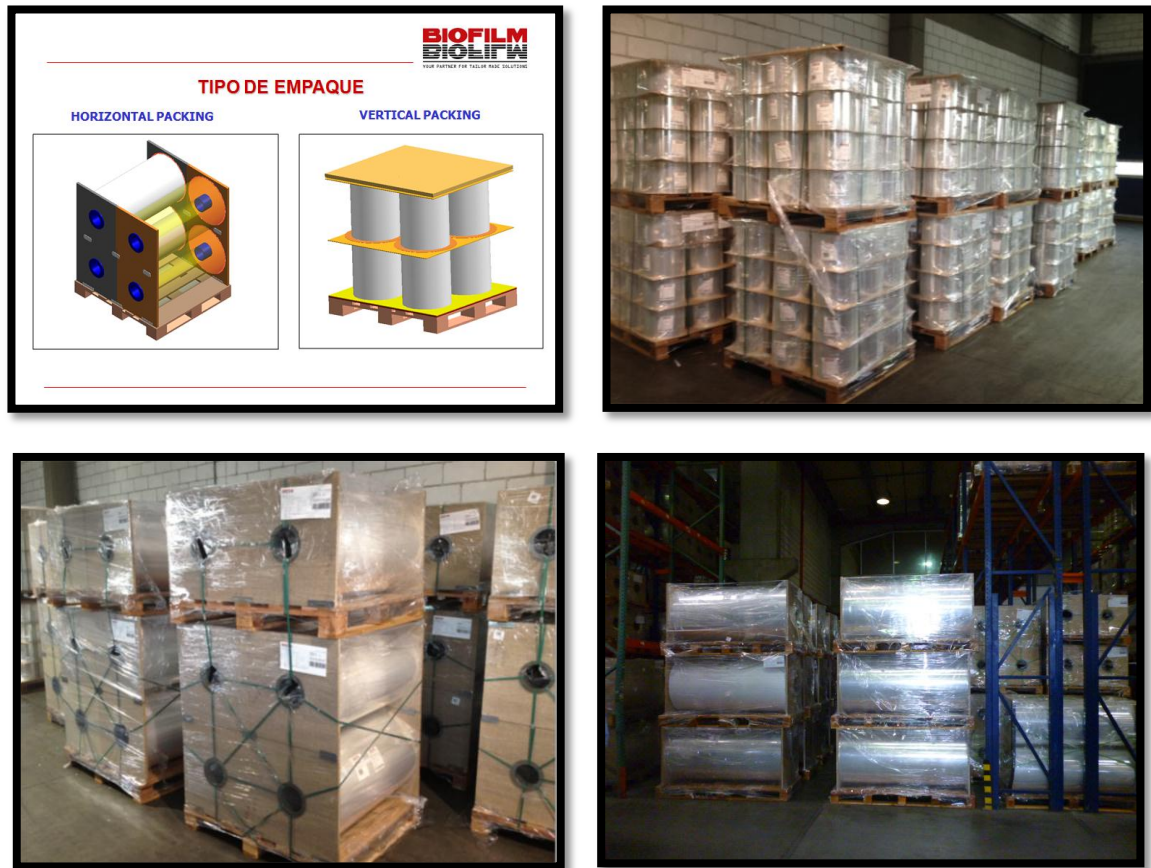 BIOFILM
YOUR PARTNER FOR TAILOR MADE SOLUTIONS
TIPO DE EMPAQUE
HORIZONTAL PACKING
VERTICAL PACKING